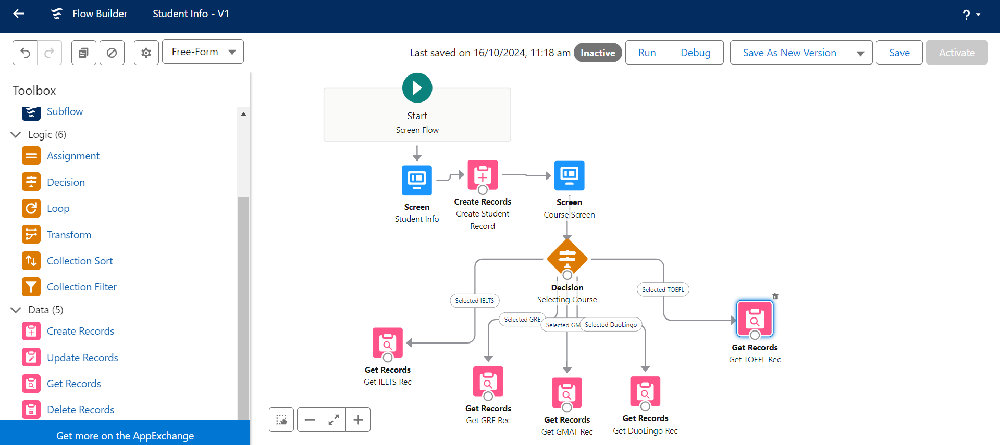 Flow Builder
Student Info - V1
?
Free-Form
Last saved on 16/10/2024, 11:18 am
Inactive
Run
Debug
Save As New Version
Save
Activate
Toolbox
Subflow
Logic (6)
Assignment
Decision
Loop
Transform
Collection Sort
Collection Filter
Data (5)
Create Records
Update Records
Get Records
Delete Records
Get more on the AppExchange
Start
Screen Flow
Screen
Student Info
Create Records
Create Student
Record
Screen
Course Screen
Decision
Selecting Course
Selected IELTS
Selected GRE
Selected GM
Selected DuoLingo
Selected TOEFL
Get Records
Get IELTS Rec
Get Records
Get GRE Rec
Get Records
Get GMAT Rec
Get Records
Get DuoLingo Rec
Get Records
Get TOEFL Rec